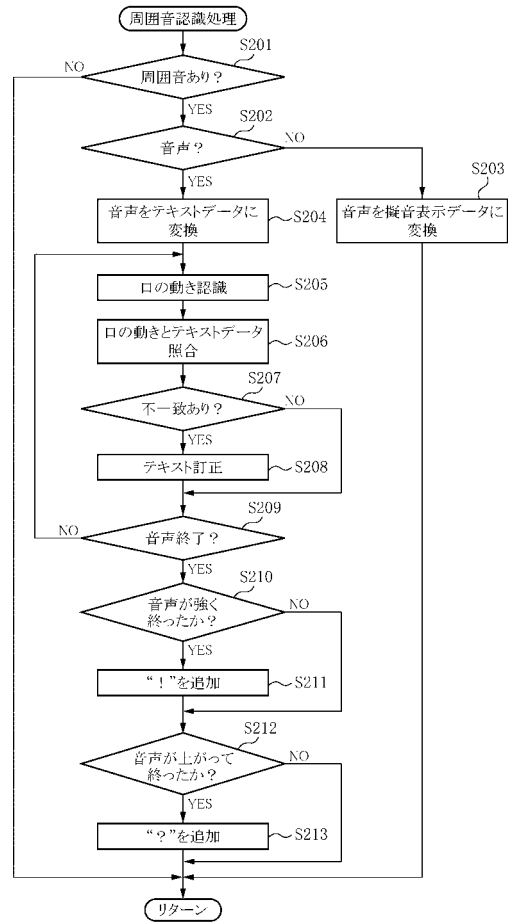 周囲音認識処理
S201
NO
周囲音あり?
YES
S202
NO
音声?
YES
S203
音声をテキストデータに
変換
S204
音声を擬音表示データに
変換
口の動き認識
S205
口の動きとテキストデータ
照合
S206
S207
NO
不一致あり?
YES
テキスト訂正
S208
S209
NO
音声終了?
YES
S210
音声が強く
終ったか?
NO
YES
“!”を追加
S211
S212
音声が上がって
終ったか?
NO
YES
“?”を追加
S213
リターン